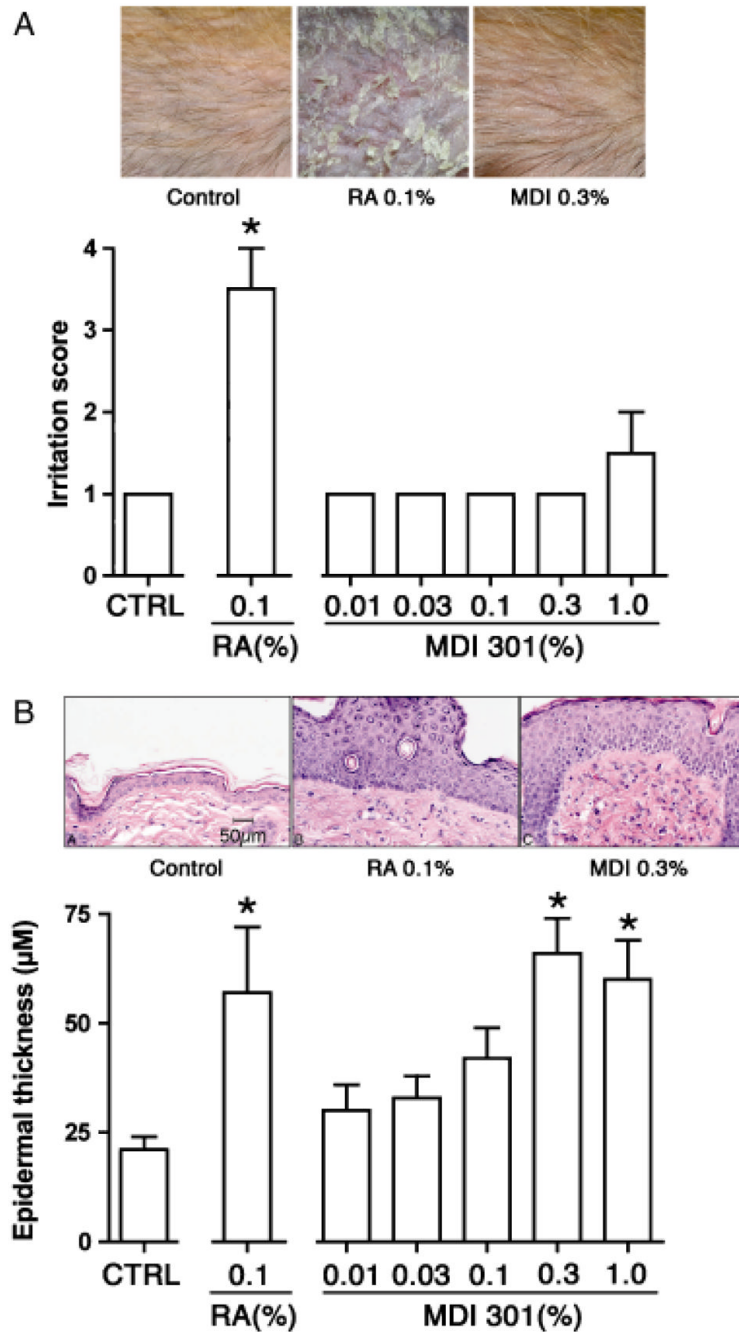 A
Control RA 0.1% MDI 0.3%
*
Irritation score
4
3
2
1
0
CTRL 0.1 0.01 0.03 0.1 0.3 1.0
RA(%) MDI 301(%)
B
A 50µm B C
Control RA 0.1% MDI 0.3%
* * *
Epidermal thickness (µM)
75
50
25
0
CTRL 0.1 0.01 0.03 0.1 0.3 1.0
RA(%) MDI 301(%)